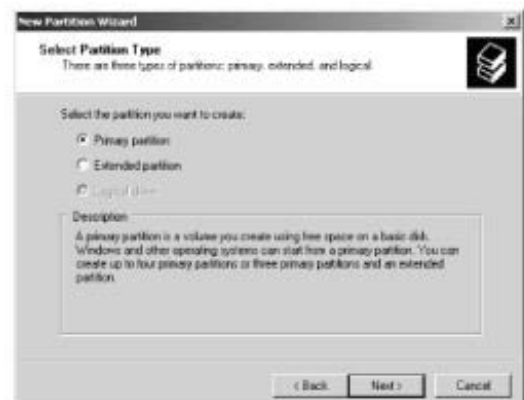 New Partition Wizard
Select Partition Type
There are three types of partitions: primary, extended, and logical.
Select the partition you want to create:
Primary partition
Extended partition
Logical drive
Description
A primary partition is a volume you create using free space on a basic disk.
Windows and other operating systems can start from a primary partition. You can
create up to four primary partitions or three primary partitions and an extended
partition.
< Back
Next >
Cancel